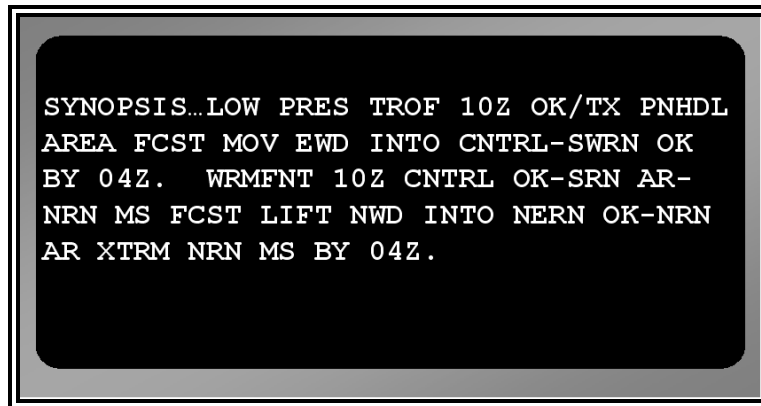 SYNOPSIS…LOW PRES TROF 10Z OK/TX PNHDL
AREA FCST MOV EWD INTO CNTRL-SWRN OK
BY 04Z.  WRMFNT 10Z CNTRL OK-SRN AR-
NRN MS FCST LIFT NWD INTO NERN OK-NRN
AR XTRM NRN MS BY 04Z.